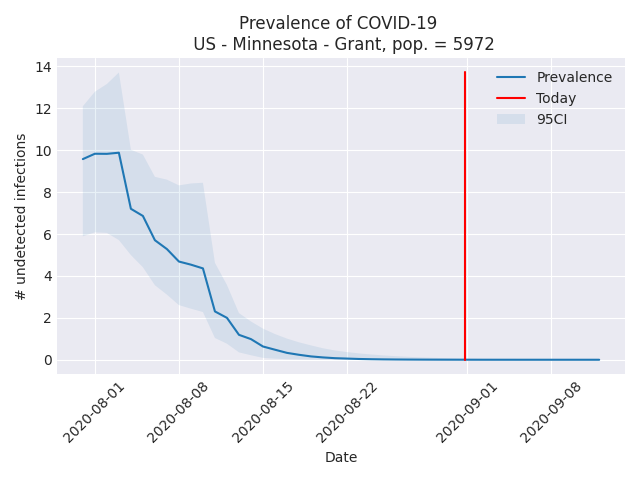 Prevalence of COVID-19
US - Minnesota - Grant, pop. = 5972
Prevalence
Today
95CI
# undetected infections
14
12
10
8
6
4
2
0
2020-08-01
2020-08-08
2020-08-15
2020-08-22
2020-09-01
2020-09-08
Date